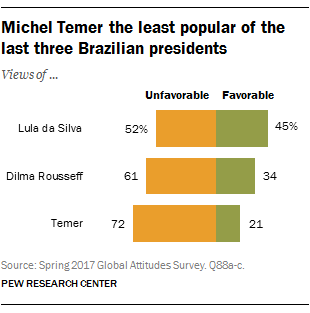 Michel Temer the least popular of the
last three Brazilian presidents
Views of ...
Unfavorable Favorable
Lula da Silva 52% 45%
Dilma Rousseff 61 34
Temer 72 21
Source: Spring 2017 Global Attitudes Survey. Q88a-c.
PEW RESEARCH CENTER